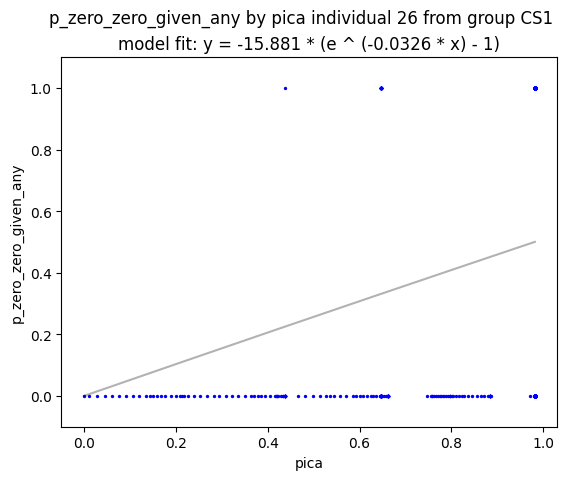 p_zero_zero_given_any by pica individual 26 from group CS1
model fit: y = -15.881 * (e ^ (-0.0326 * x) - 1)
1.0
0.8
0.6
0.4
0.2
0.0
p_zero_zero_given_any
0.0 0.2 0.4 0.6 0.8 1.0
pica